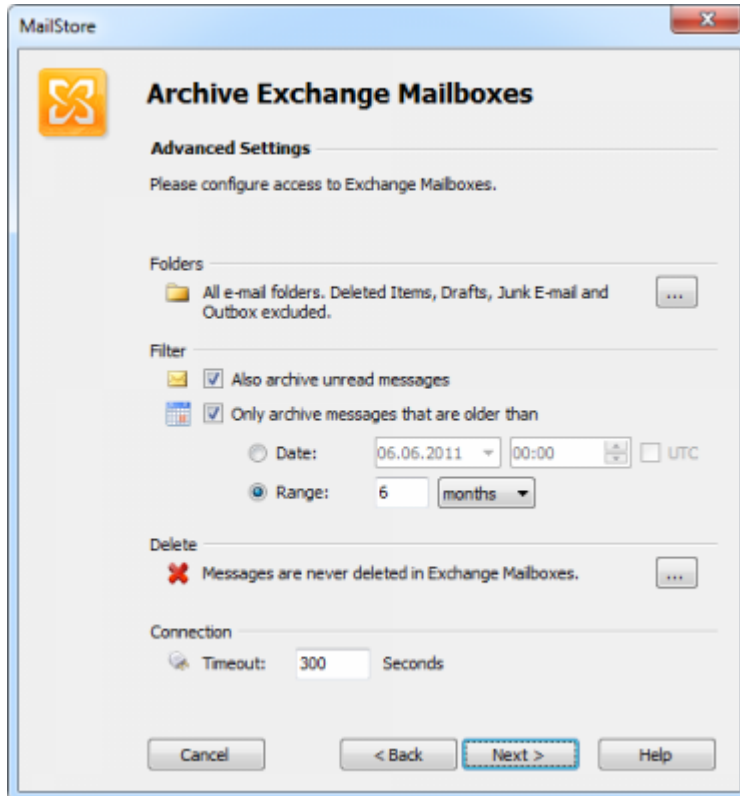 MailStore
Archive Exchange Mailboxes
Advanced Settings
Please configure access to Exchange Mailboxes.
Folders
All e-mail folders. Deleted Items, Drafts, Junk E-mail and
Outbox excluded.
...
Filter
Also archive unread messages
Only archive messages that are older than
Date: 06.06.2011 00:00 UTC
Range: 6 months
Delete
Messages are never deleted in Exchange Mailboxes. ...
Connection
Timeout: 300 Seconds
Cancel < Back Next > Help